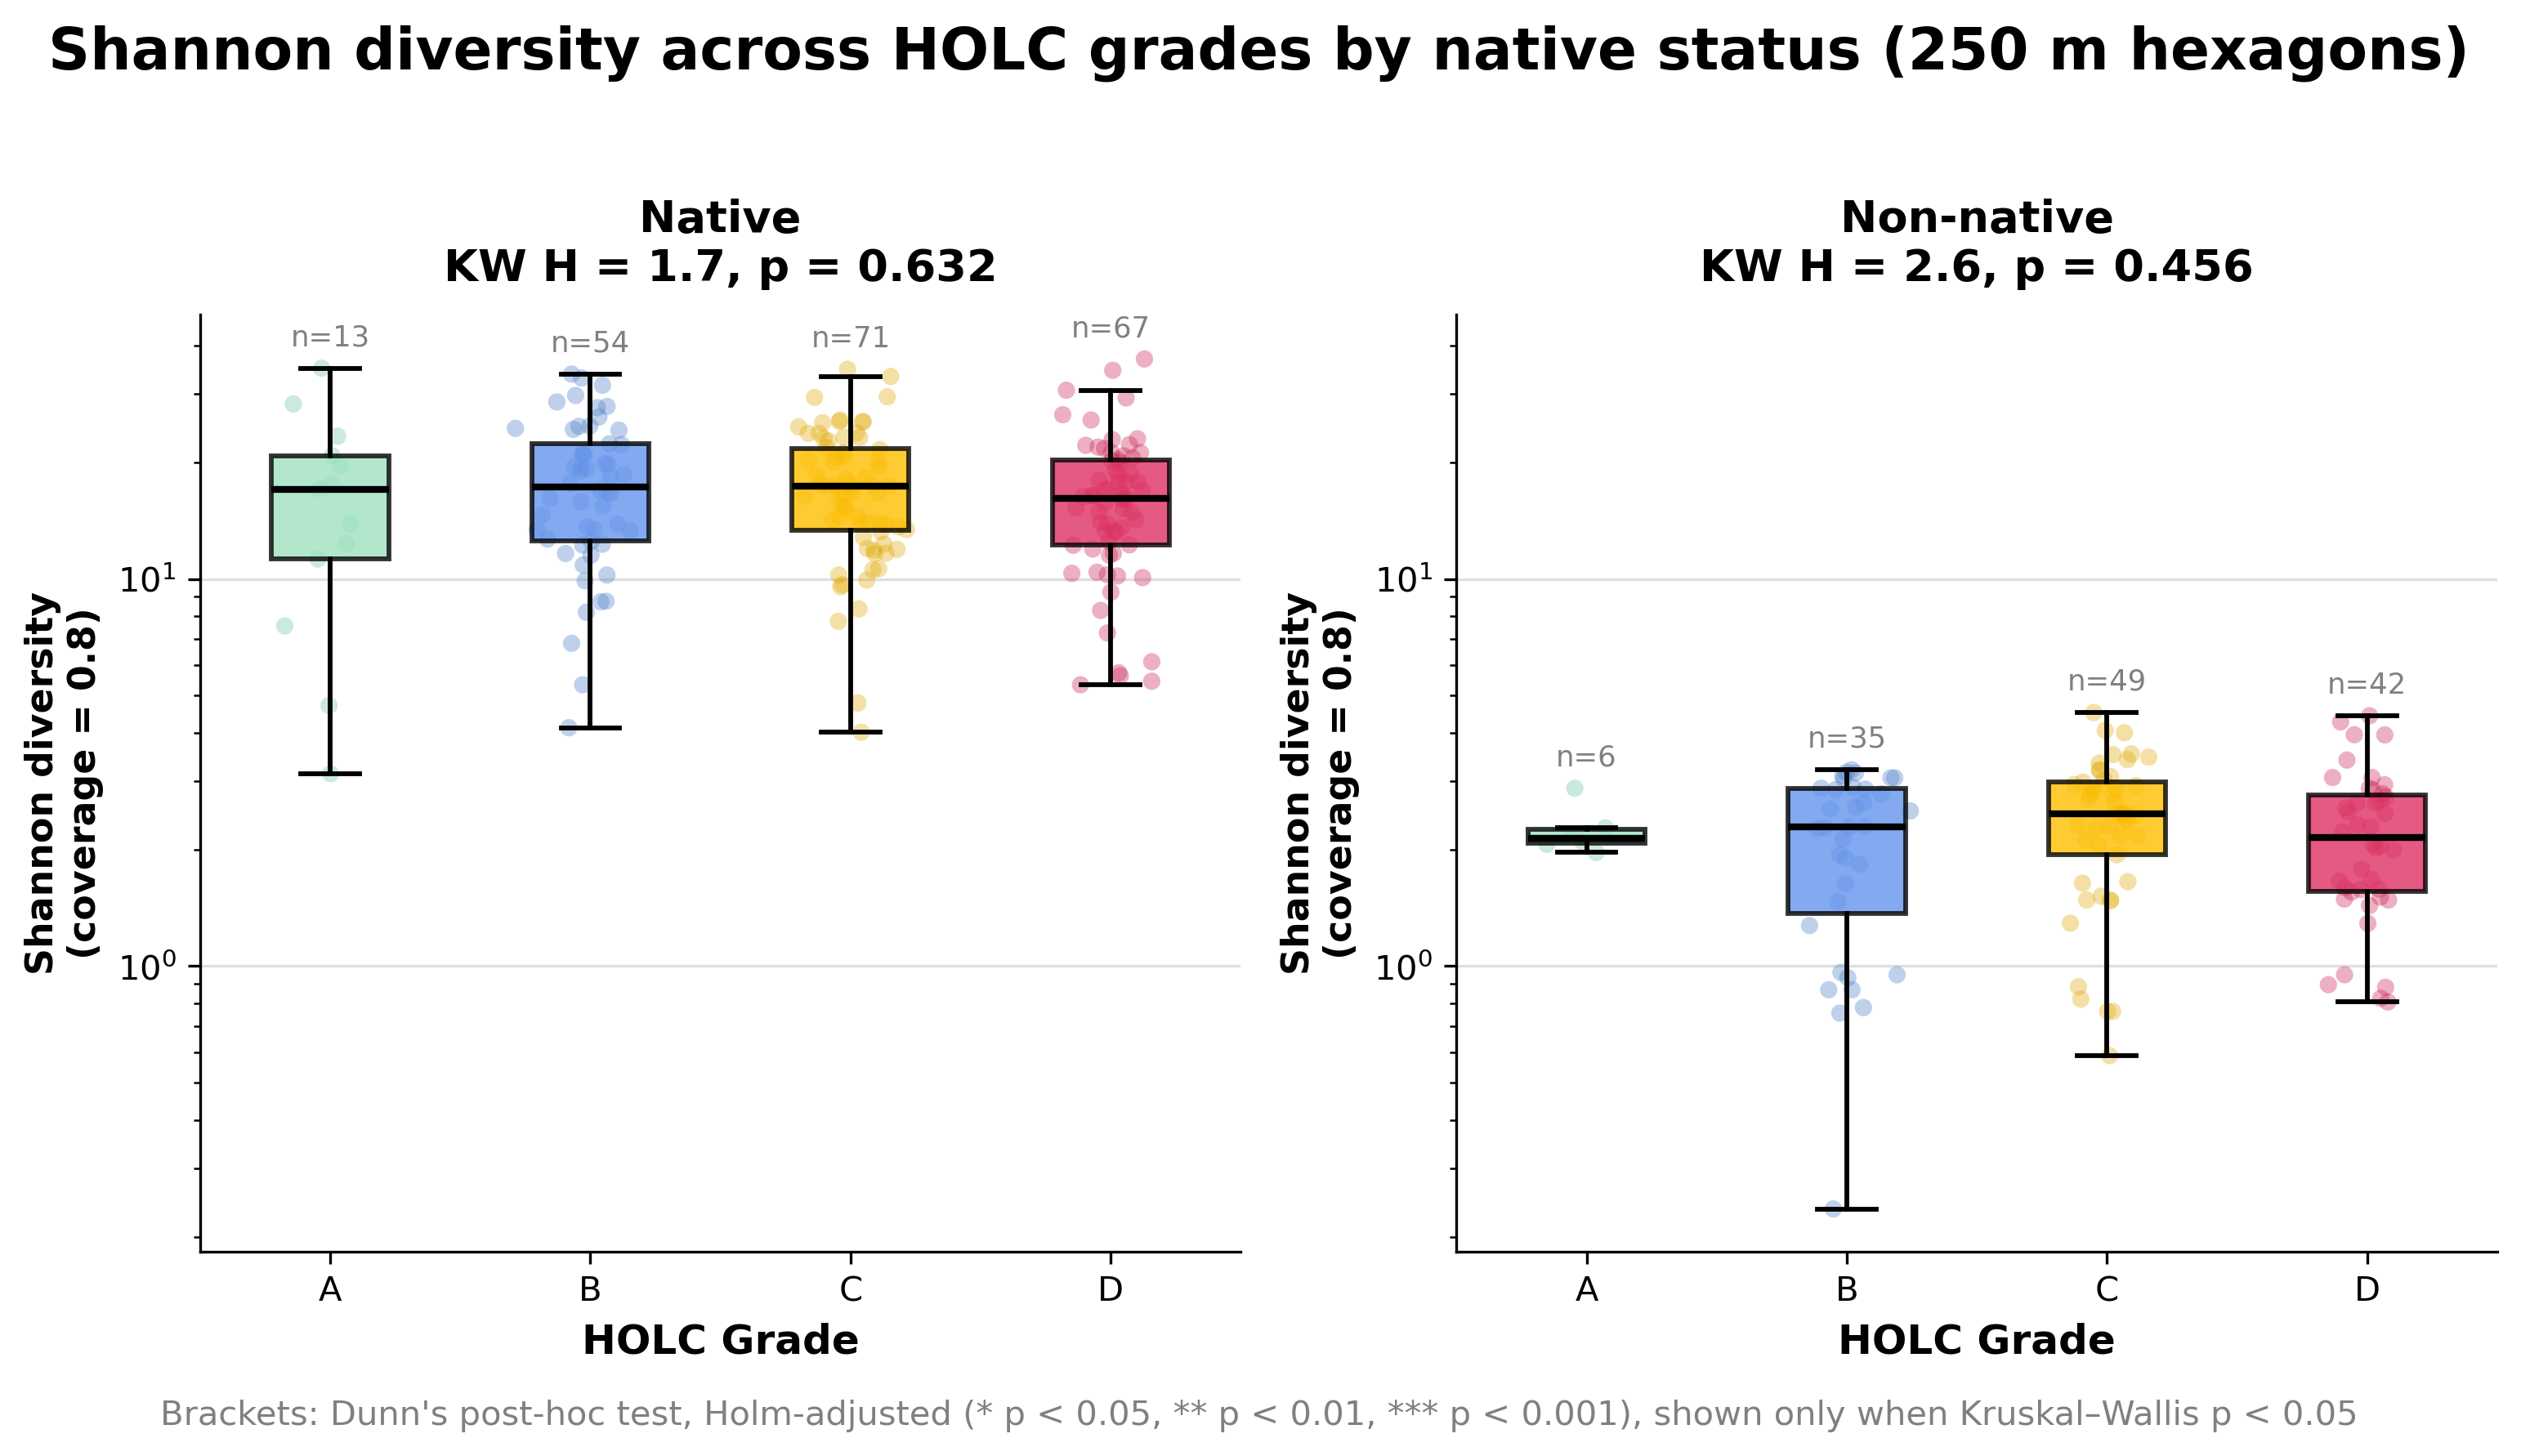 Shannon diversity across HOLC grades by native status (250 m hexagons)
Native
KW H = 1.7, p = 0.632
n=13
n=54
n=71
n=67
10¹
10⁰
Shannon diversity
(coverage = 0.8)
A
B
C
D
HOLC Grade
Non-native
KW H = 2.6, p = 0.456
n=6
n=35
n=49
n=42
10¹
10⁰
Shannon diversity
(coverage = 0.8)
A
B
C
D
HOLC Grade
Brackets: Dunn's post-hoc test, Holm-adjusted (* p < 0.05, ** p < 0.01, *** p < 0.001), shown only when Kruskal–Wallis p < 0.05